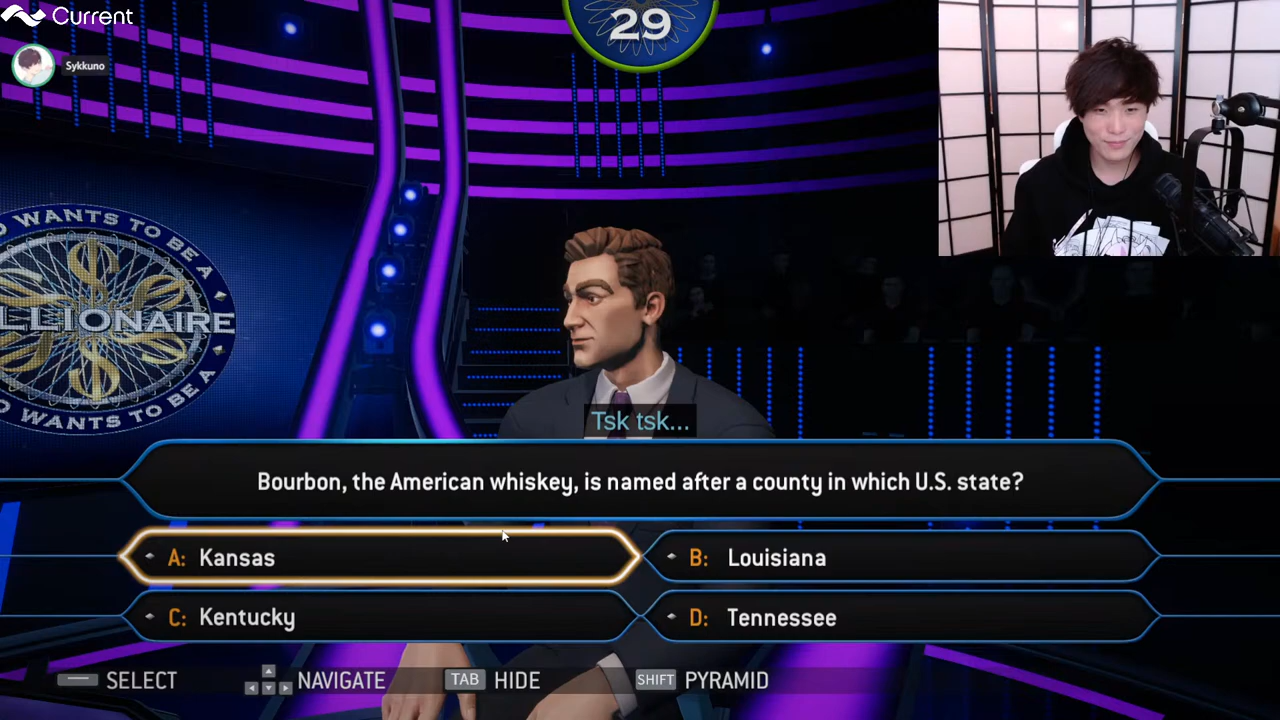 Current
29
Sykkuno
WANTS TO BE A
LLIONAIRE
WANTS TO BE A
Tsk tsk...
Bourbon, the American whiskey, is named after a county in which U.S. state?
A: Kansas
B: Louisiana
C: Kentucky
D: Tennessee
SELECT
NAVIGATE
TAB HIDE
SHIFT PYRAMID